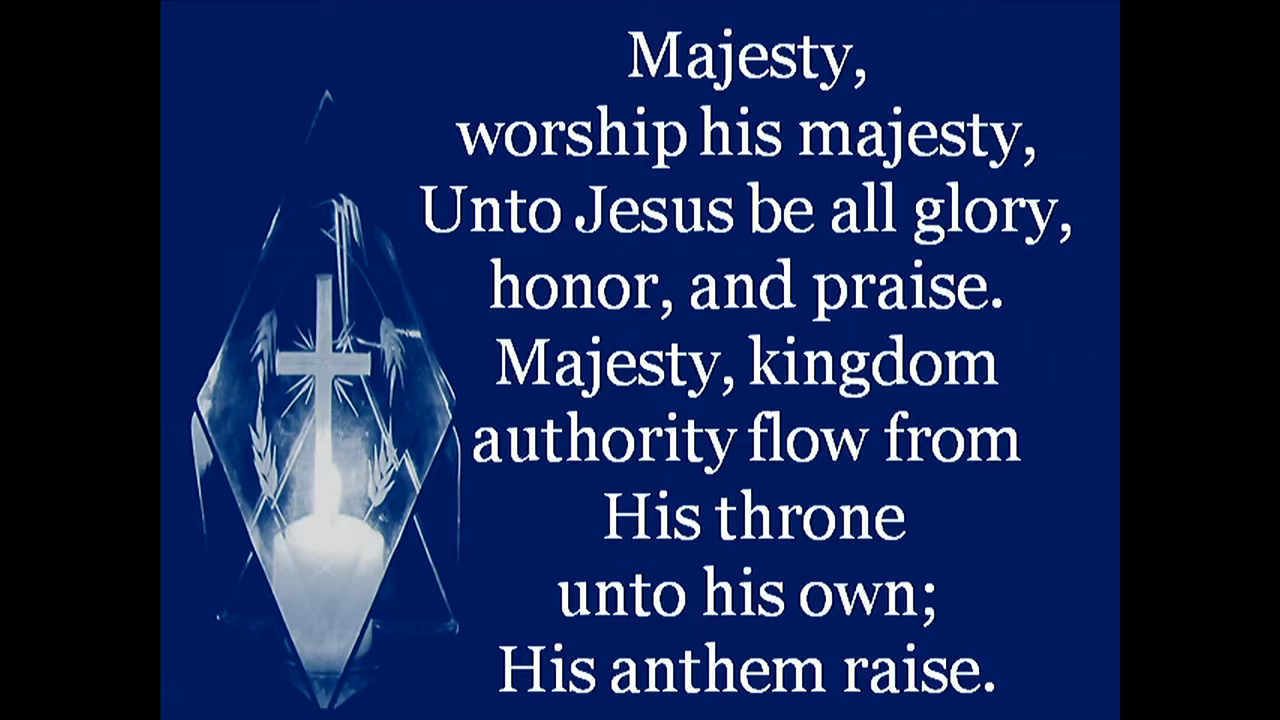 Majesty,
worship his majesty,
Unto Jesus be all glory,
honor, and praise.
Majesty, kingdom
authority flow from
His throne
unto his own;
His anthem raise.